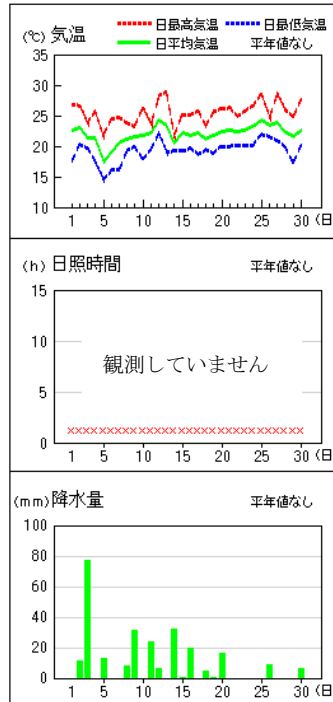 (℃) 気温
日最高気温 日最低気温
日平均気温 平年値なし
35
30
25
20
15
10
1 5 10 15 20 25 30 (日
(h) 日照時間 平年値なし
15
10
観測していません
5
0
1 5 10 15 20 25 30 (日
(mm) 降水量 平年値なし
100
80
60
40
20
0
1 5 10 15 20 25 30 (日